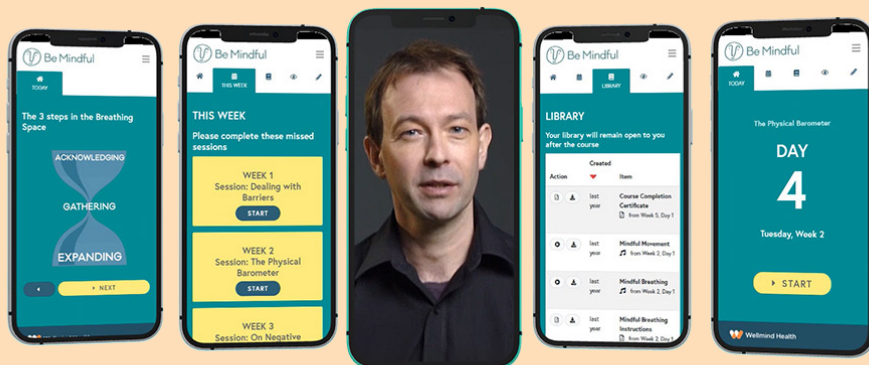 Be Mindful
TODAY
The 3 steps in the Breathing
Space
ACKNOWLEDGING
GATHERING
EXPANDING
NEXT
Be Mindful
THIS WEEK
THIS WEEK
Please complete these missed
sessions
WEEK 1
Session: Dealing with
Barriers
START
WEEK 2
Session: The Physical
Barometer
START
WEEK 3
Session: On Negative
Be Mindful
LIBRARY
LIBRARY
Your library will remain open to you
after the course
Created
Action Item
last
year
Course Completion
Certificate
from Week 5, Day 1
last
year
Mindful Movement
from Week 2, Day 1
last
year
Mindful Breathing
from Week 2, Day 1
last
year
Mindful Breathing
Instructions
from Week 2, Day 1
Be Mindful
TODAY
The Physical Barometer
DAY
4
Tuesday, Week 2
START
Wellmind Health